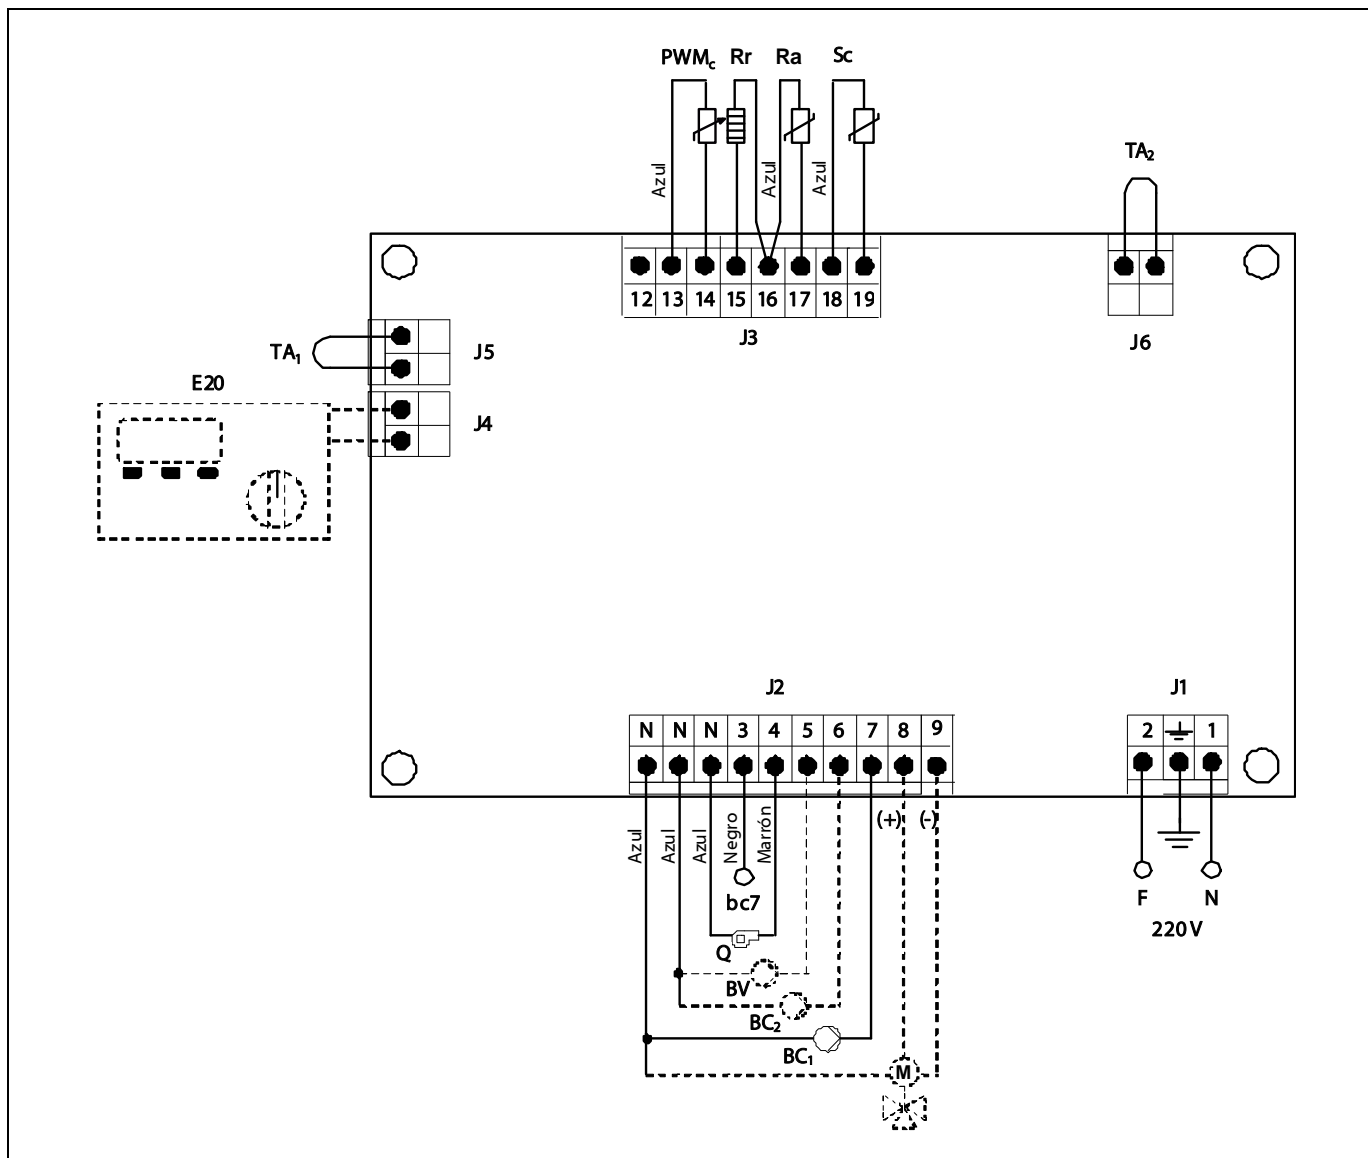 PWMc Rr Ra Sc
Azul
Azul
Azul
TA2
12 13 14 15 16 17 18 19
J3
J6
TA1
J5
E20
J4
J2
J1
N N N 3 4 5 6 7 8 9
2 1
Azul
Azul
Azul
Negro
Marrón
(+) (-)
bc7
F N
220 V
Q
BV
BC2
BC1
M